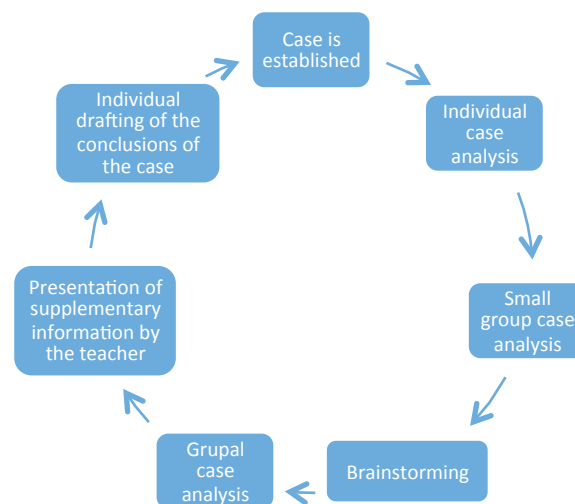 Case is
established
Individual
case
analysis
Small
group case
analysis
Brainstorming
Grupal
case
analysis
Presentation of
supplementary
information by
the teacher
Individual
drafting of the
conclusions of
the case